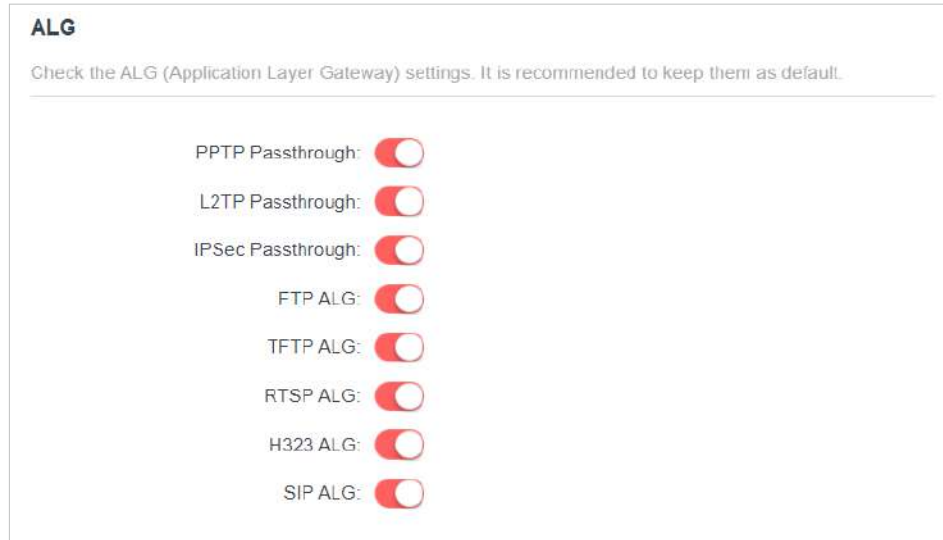 ALG
Check the ALG (Application Layer Gateway) settings. It is recommended to keep them as default.
PPTP Passthrough:
L2TP Passthrough:
IPSec Passthrough:
FTP ALG:
TFTP ALG:
RTSP ALG:
H323 ALG:
SIP ALG: